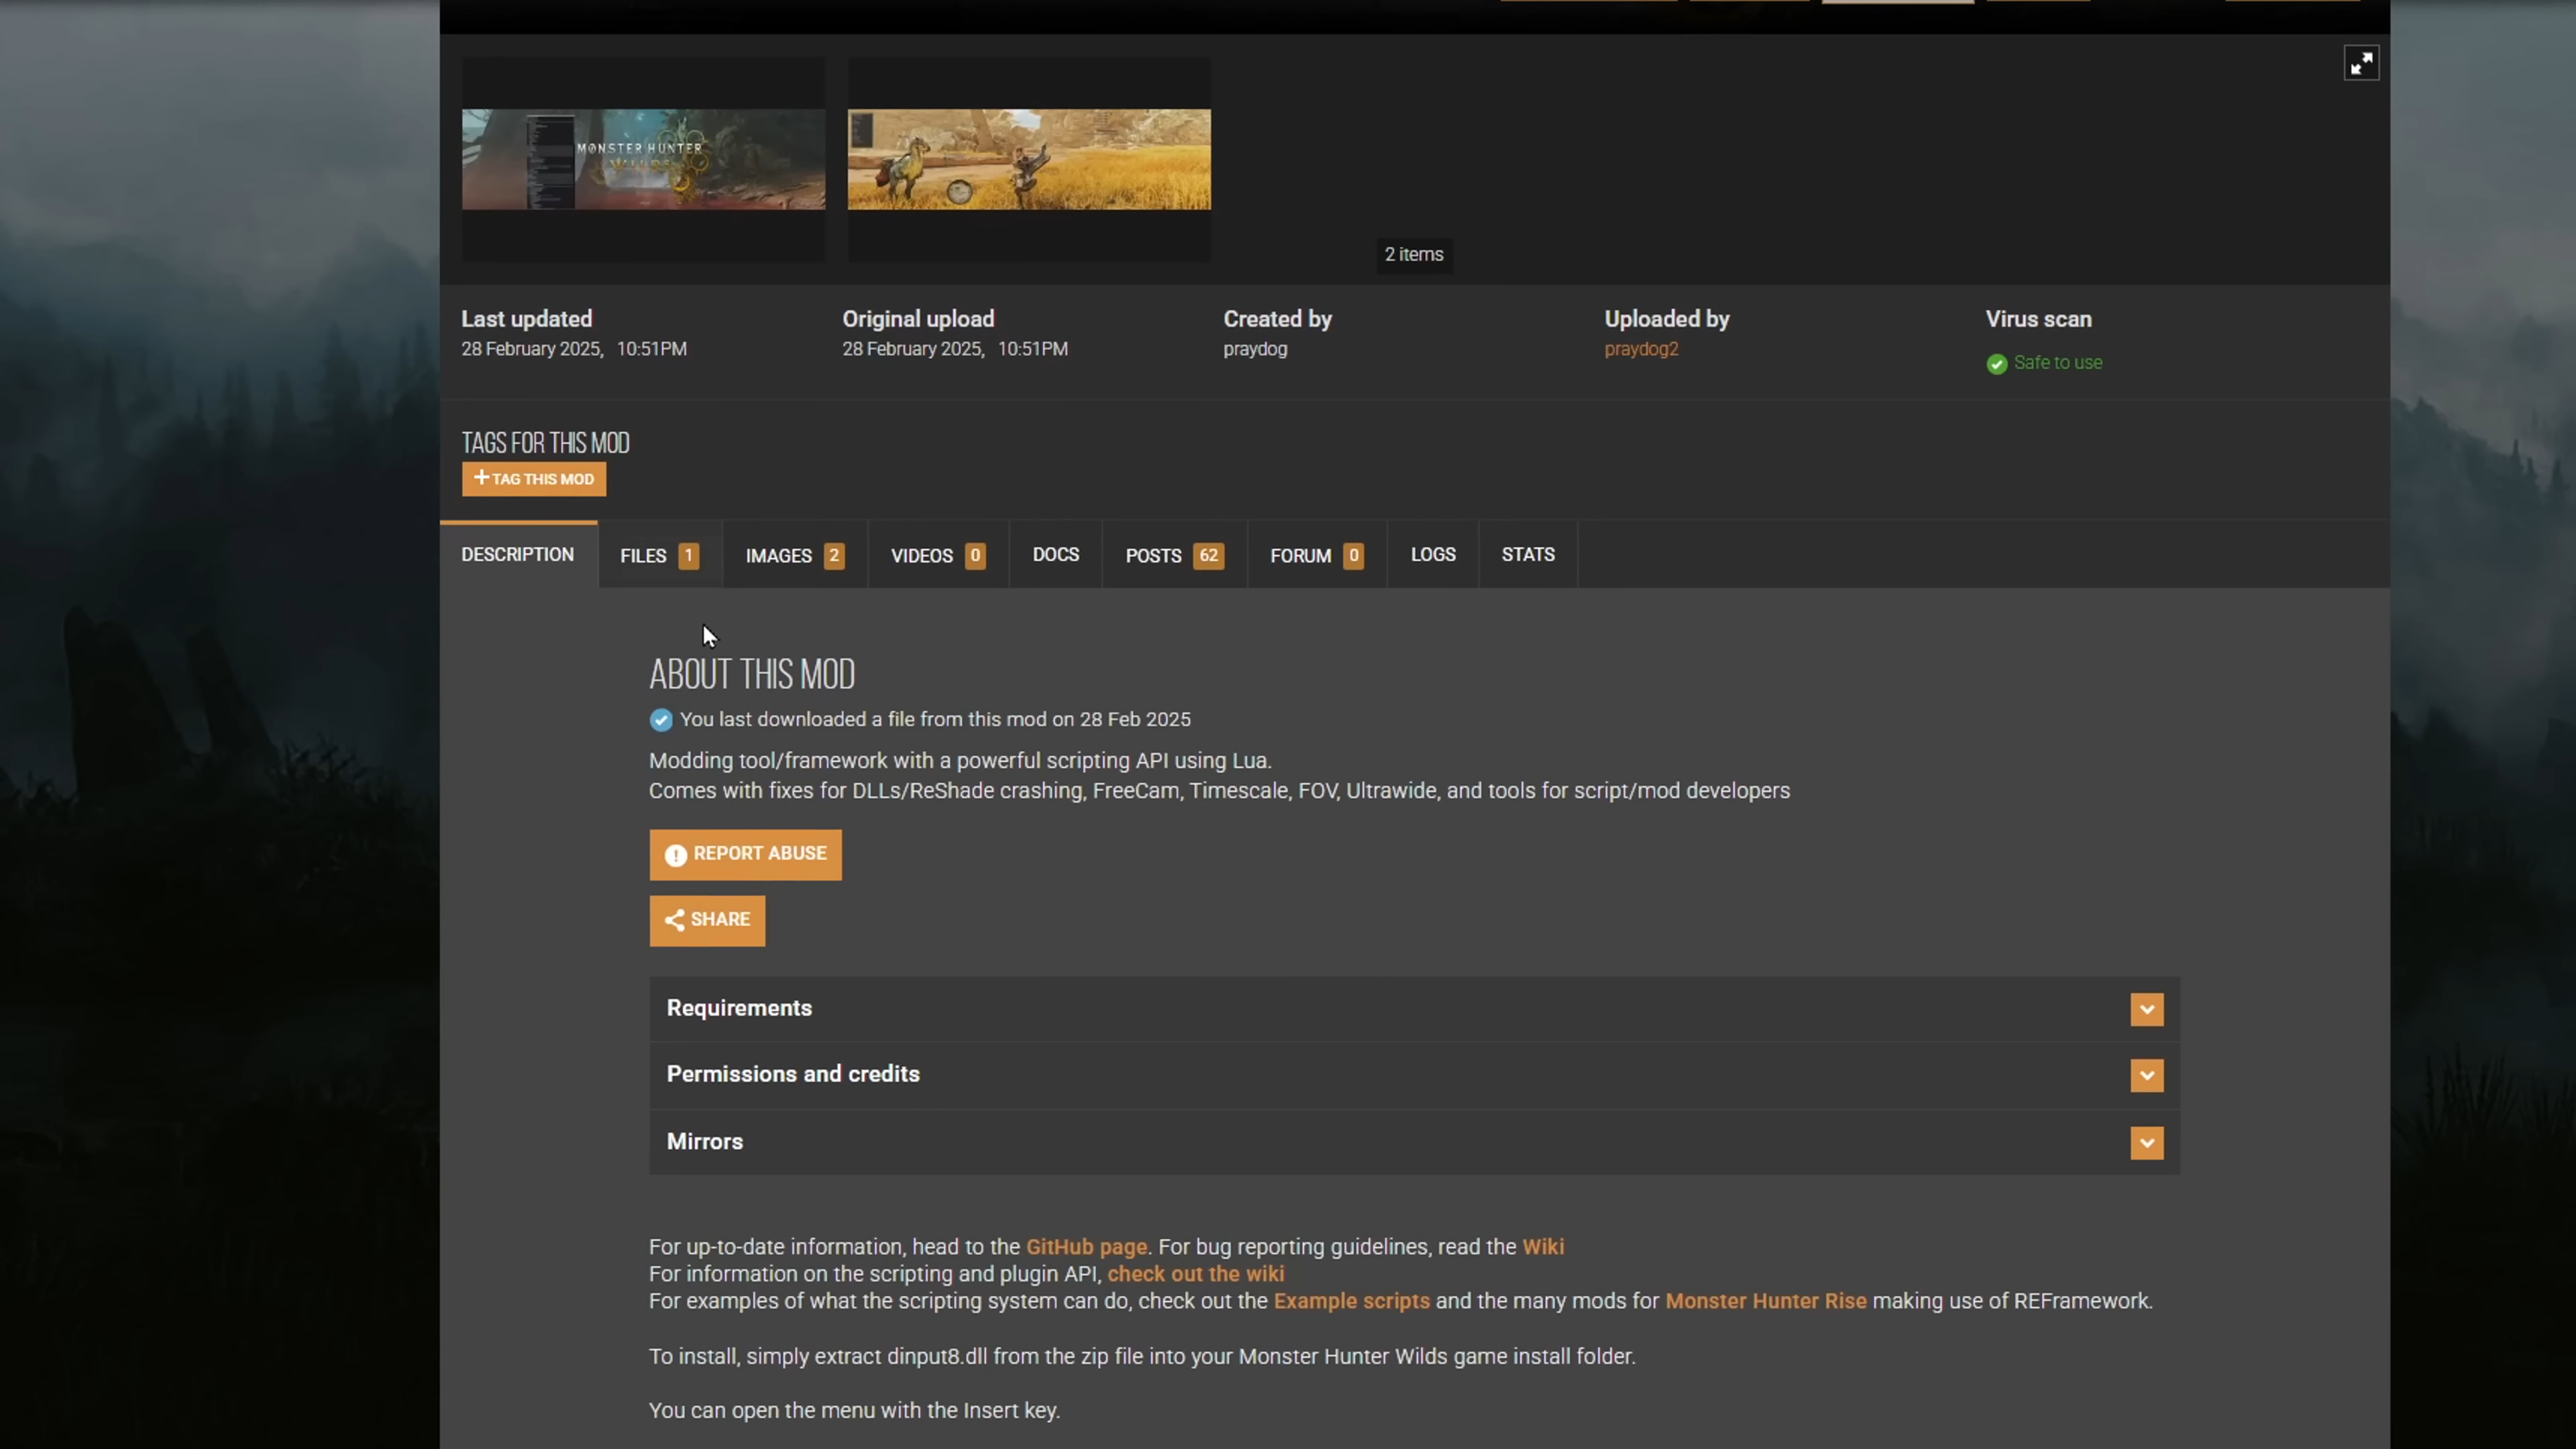 MONSTER HUNTER
WILDS
2 items
Last updated
28 February 2025, 10:51PM
Original upload
28 February 2025, 10:51PM
Created by
praydog
Uploaded by
praydog2
Virus scan
Safe to use
TAGS FOR THIS MOD
+ TAG THIS MOD
DESCRIPTION
FILES 1
IMAGES 2
VIDEOS 0
DOCS
POSTS 62
FORUM 0
LOGS
STATS
ABOUT THIS MOD
You last downloaded a file from this mod on 28 Feb 2025
Modding tool/framework with a powerful scripting API using Lua.
Comes with fixes for DLLs/ReShade crashing, FreeCam, Timescale, FOV, Ultrawide, and tools for script/mod developers
REPORT ABUSE
SHARE
Requirements
Permissions and credits
Mirrors
For up-to-date information, head to the GitHub page. For bug reporting guidelines, read the Wiki
For information on the scripting and plugin API, check out the wiki
For examples of what the scripting system can do, check out the Example scripts and the many mods for Monster Hunter Rise making use of REFramework.
To install, simply extract dinput8.dll from the zip file into your Monster Hunter Wilds game install folder.
You can open the menu with the Insert key.